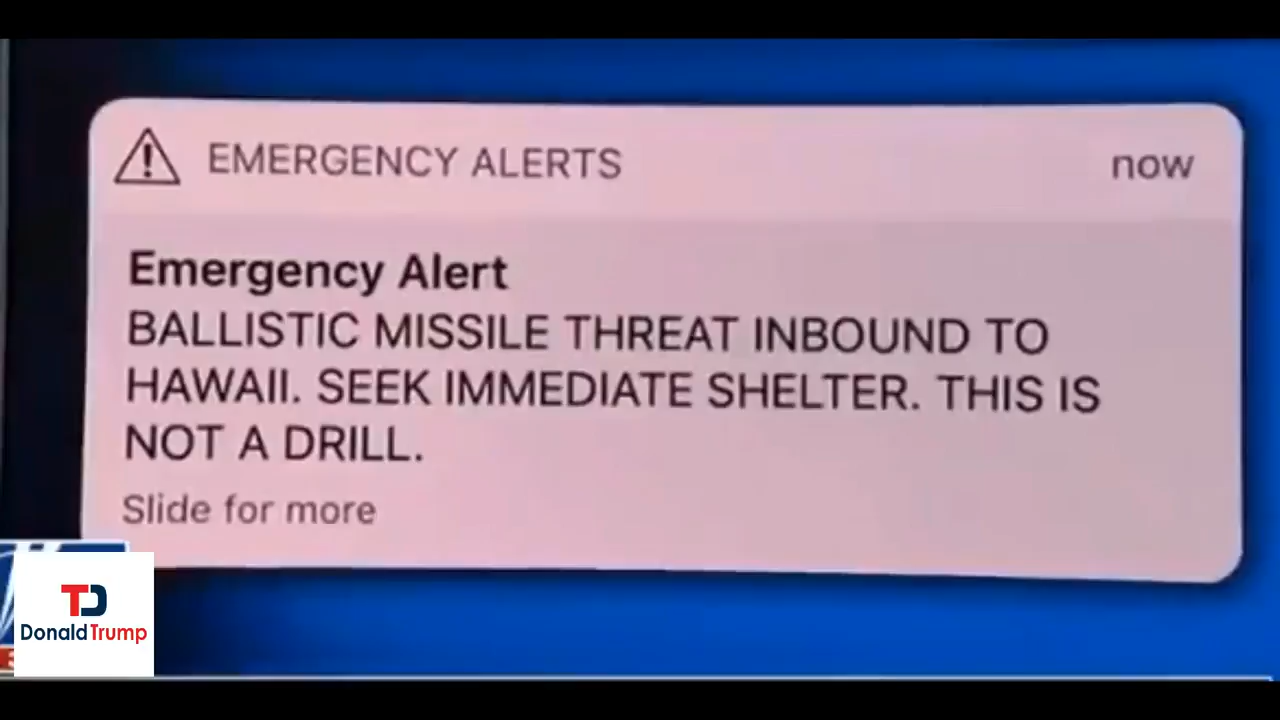 EMERGENCY ALERTS now
Emergency Alert
BALLISTIC MISSILE THREAT INBOUND TO
HAWAII. SEEK IMMEDIATE SHELTER. THIS IS
NOT A DRILL.
Slide for more
TD
DonaldTrump